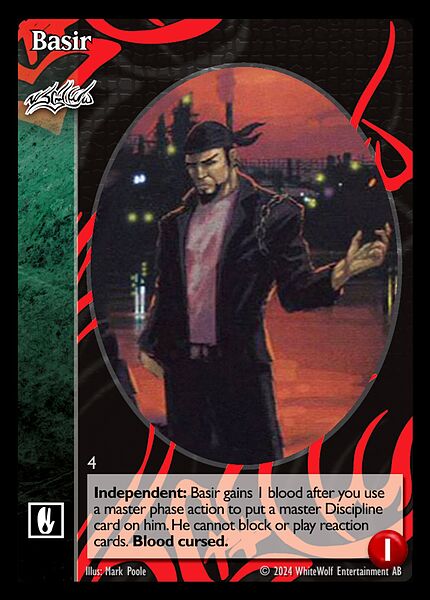 Basir
4
Independent: Basir gains 1 blood after you use
a master phase action to put a master Discipline
card on him. He cannot block or play reaction
cards. Blood cursed.
1
Illus: Mark Poole
© 2024 WhiteWolf Entertainment AB